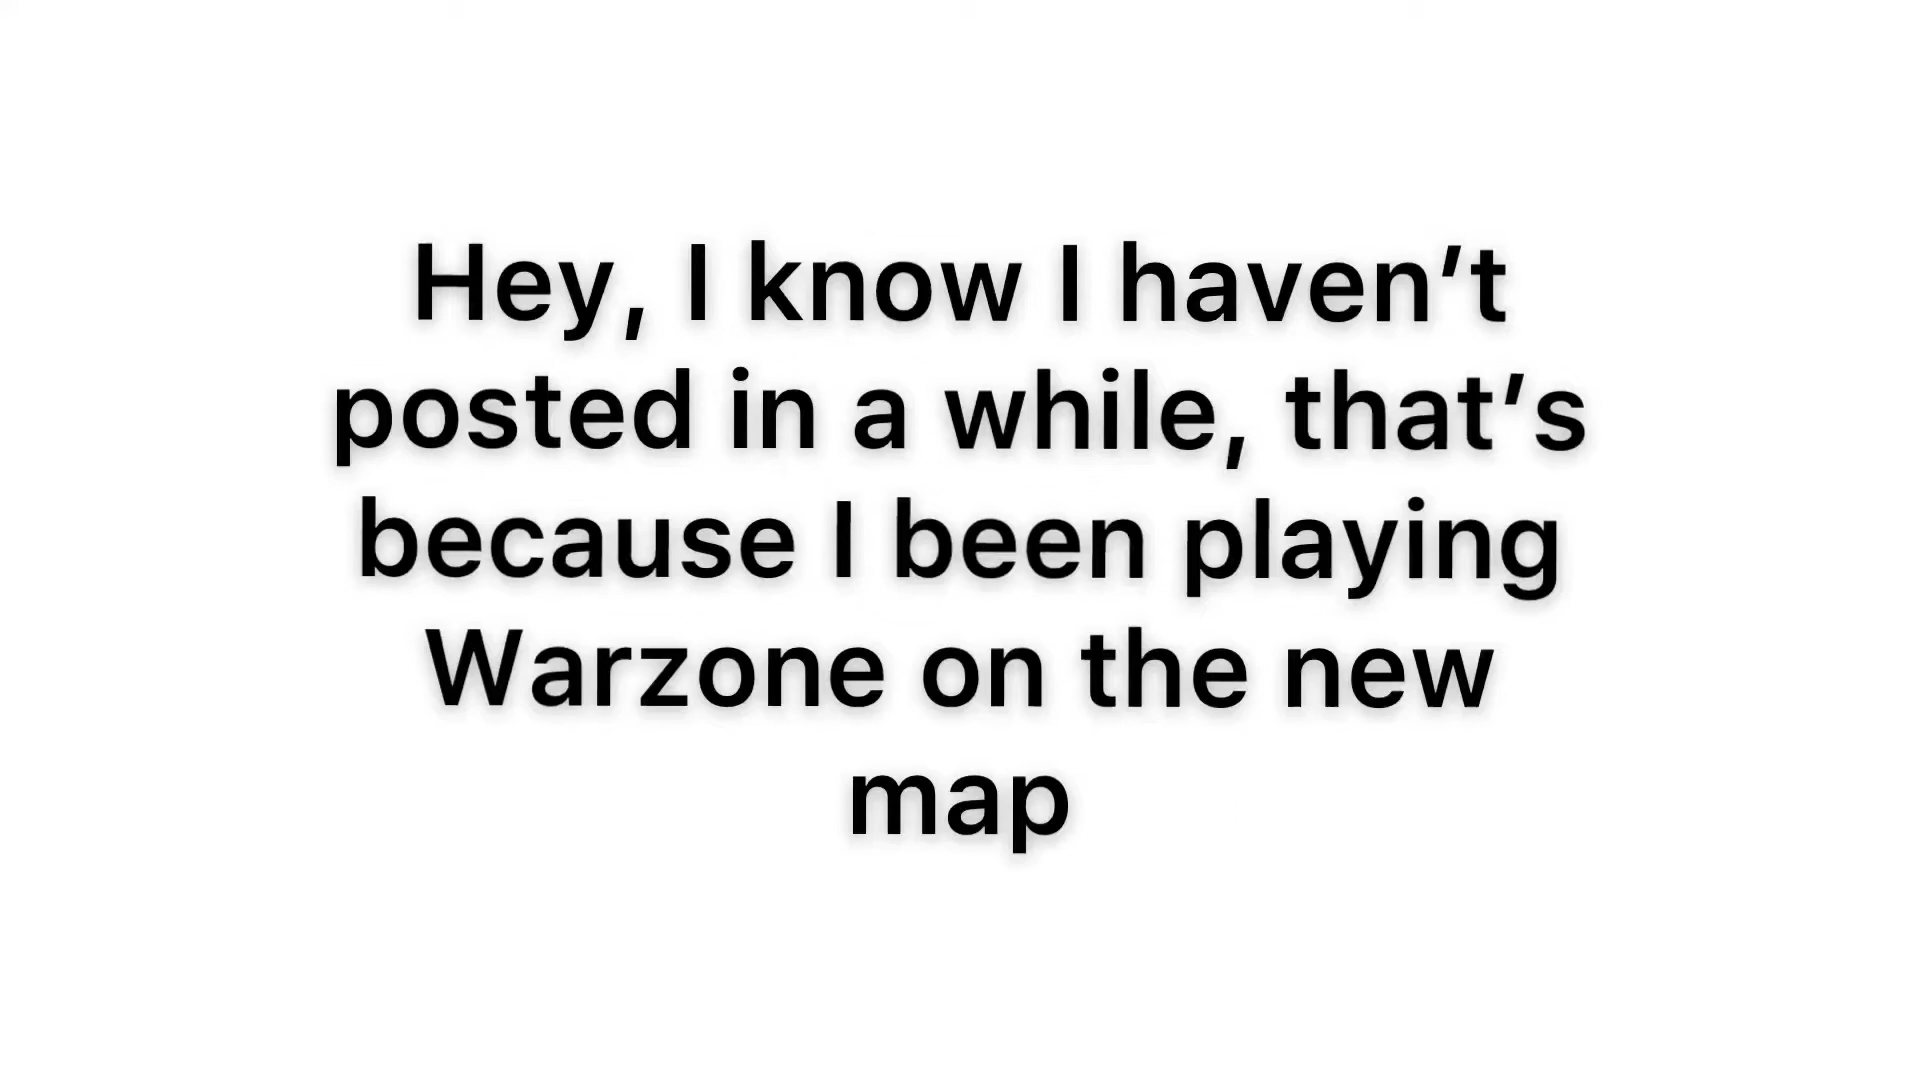 Hey, I know I haven’t
posted in a while, that’s
because I been playing
Warzone on the new
map